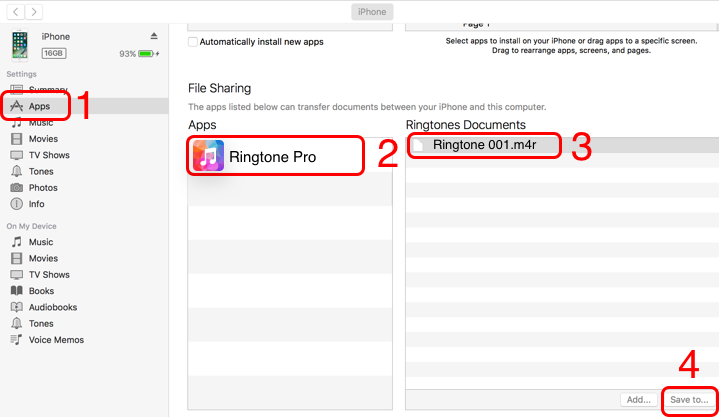 iPhone
iPhone
16GB
93%
Settings
Summary
Apps
1
Music
Movies
TV Shows
Tones
Photos
Info
On My Device
Music
Movies
TV Shows
Books
Audiobooks
Tones
Voice Memos
Page 1
Automatically install new apps
Select apps to install on your iPhone or drag apps to a specific screen.
Drag to rearrange apps, screens, and pages.
File Sharing
The apps listed below can transfer documents between your iPhone and this computer.
Apps
Ringtone Pro
2
Ringtones Documents
Ringtone 001.m4r
3
4
Add...
Save to...